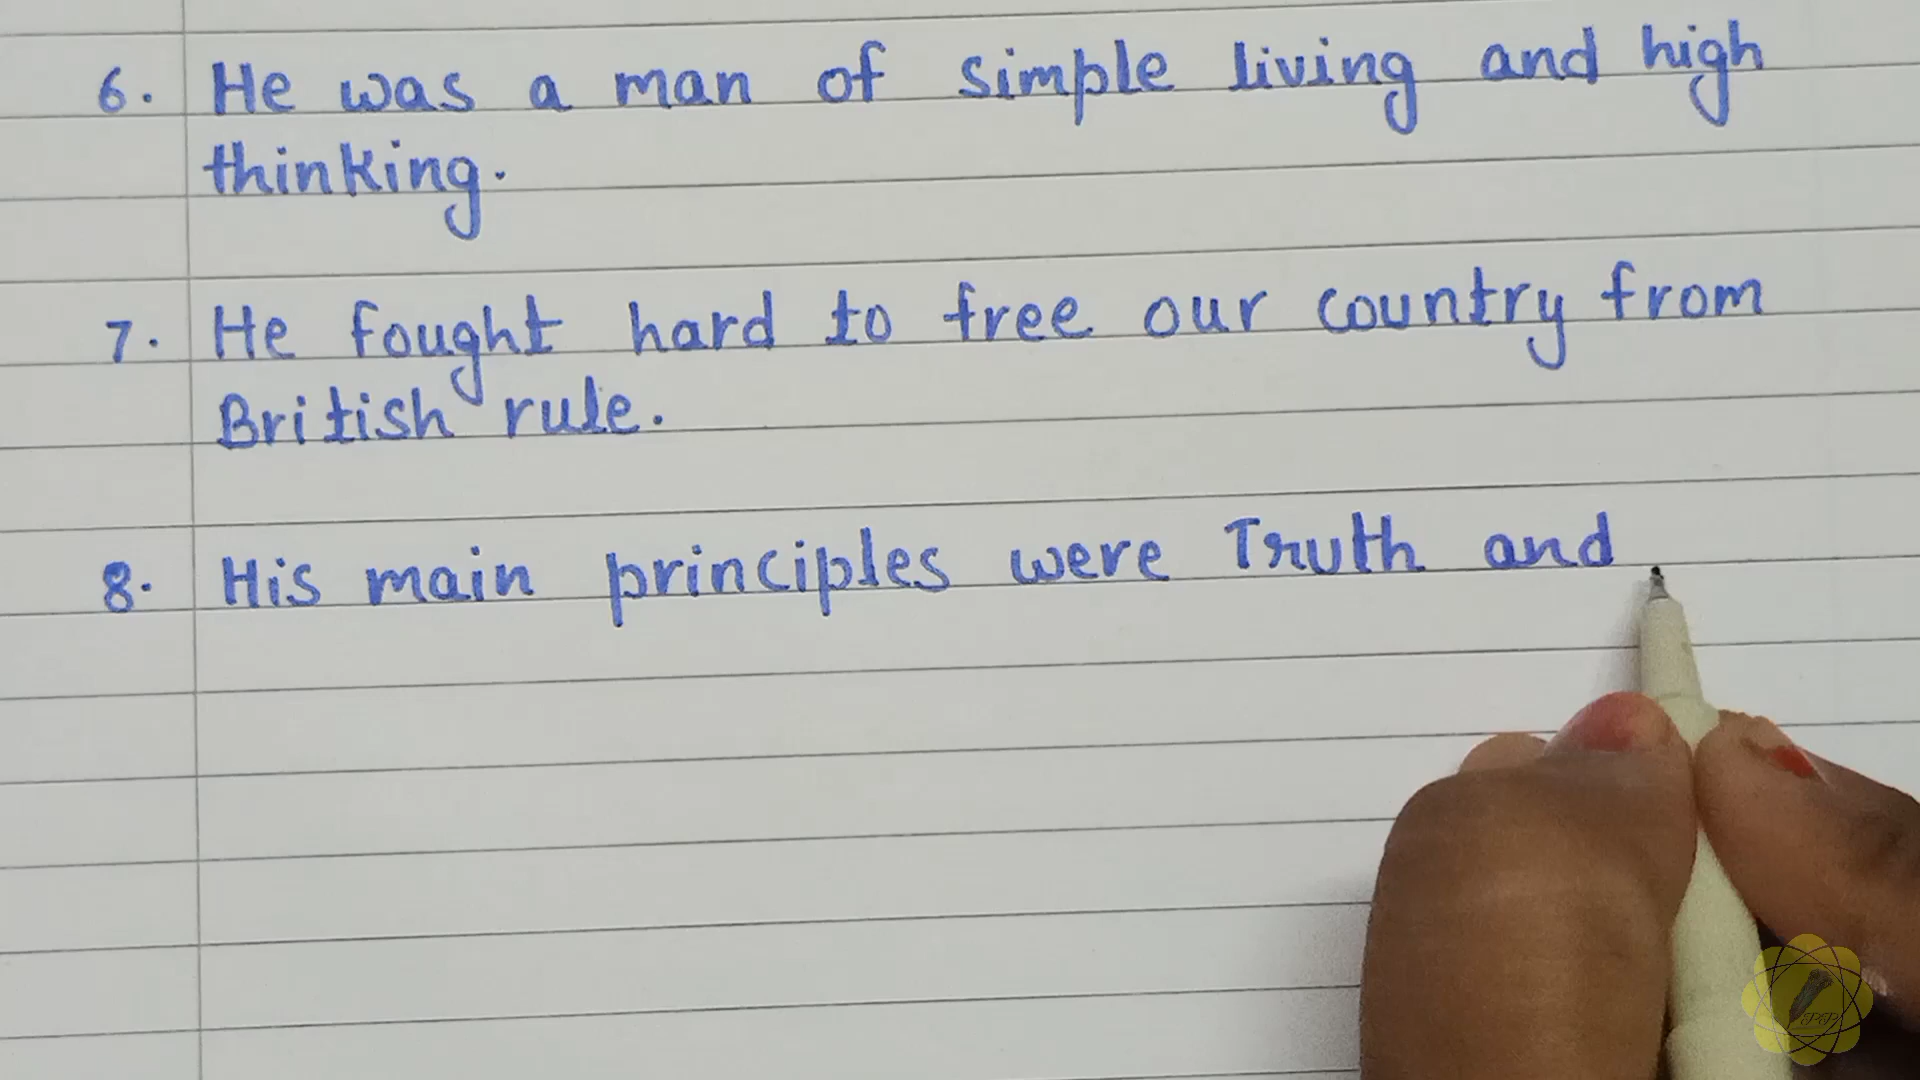 6. He was a man of simple living and high
thinking.
7. He fought hard to free our country from
British rule.
8. His main principles were Truth and